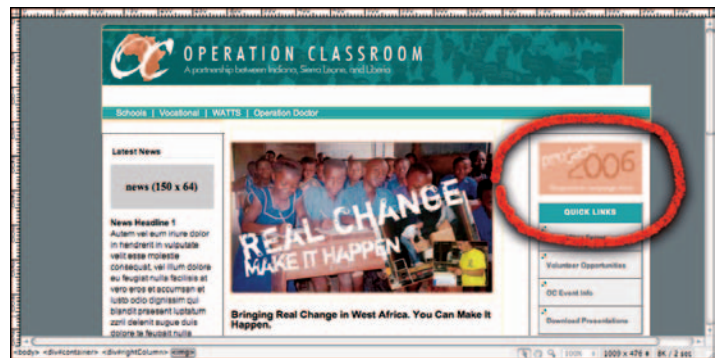 OPERATION CLASSROOM
A partnership between Indiana, Sierra Leone, and Liberia
Schools | Vocational | WATTS | Operation Doctor
Latest News
news (150 x 64)
News Headline 1
Autem vel eum iriure dolor
in hendrerit in vulputate
velit esse molestie
consequat, vel illum dolore
eu feugiat nulla facilisis at
vero eros et accumsan et
iusto odio dignissim qui
blandit praesent luptatum
zzril delenit augue duis
dolore te feugait nulla
REAL CHANGE
MAKE IT HAPPEN
Bringing Real Change in West Africa. You Can Make It
Happen.
2006
QUICK LINKS
Volunteer Opportunities
OC Event Info
Download Presentations
<body> <div#container> <div#rightColumn> <img>
100% 1009 x 476 8K / 2 sec